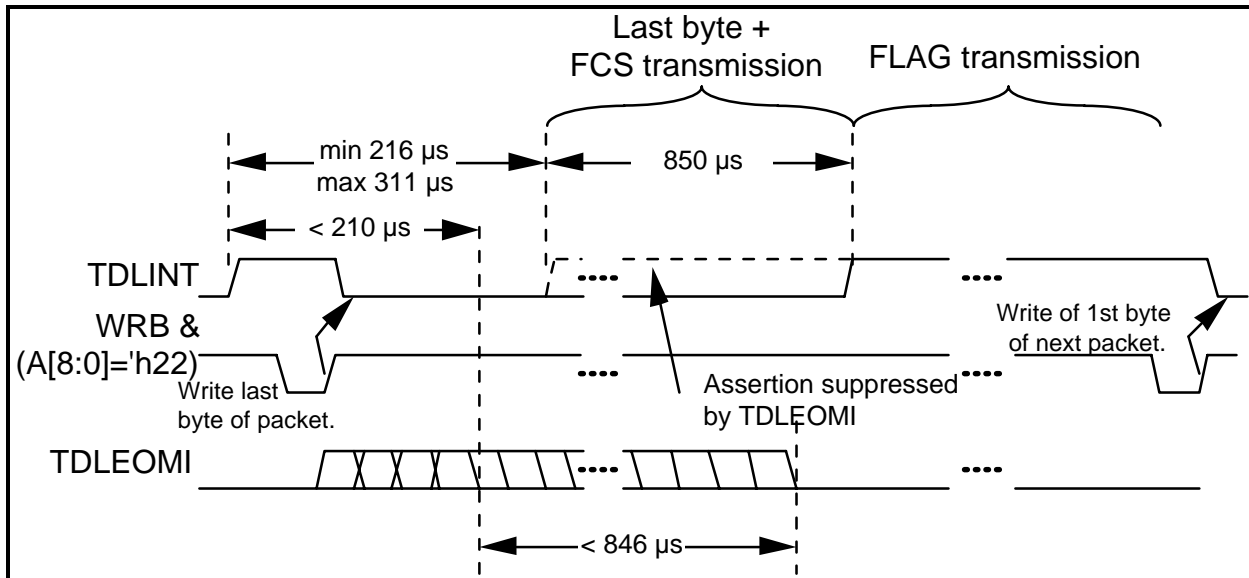 Last byte +
FCS transmission
FLAG transmission
min 216 µs
max 311 µs
850 µs
< 210 µs
TDLINT
WRB &
(A[8:0]='h22)
Write last
byte of packet.
Assertion suppressed
by TDLEOMI
Write of 1st byte
of next packet.
TDLEOMI
< 846 µs